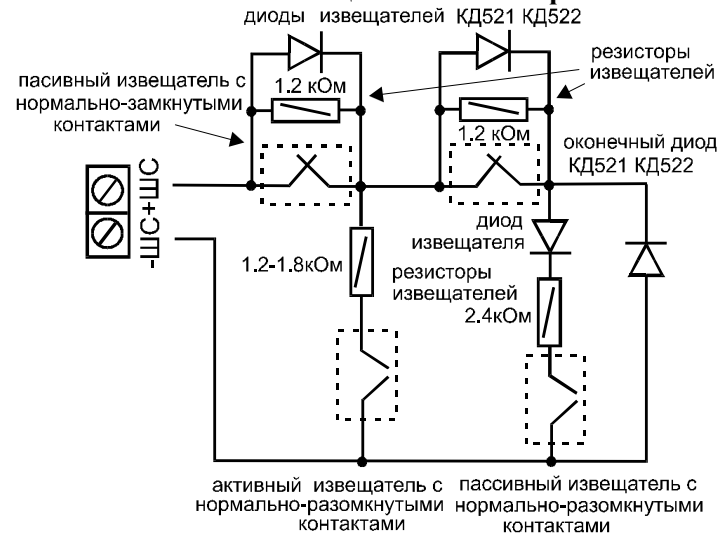 диоды извещателей КД521 КД522
резисторы
извещателей
пасивный извещатель с
нормально-замкнутыми
контактами
1.2 кОм
1.2 кОм
оконечный диод
КД521 КД522
-ШС+ШС
диод
извещателя
1.2-1.8кОм
резисторы
извещателей
2.4кОм
активный извещатель с
нормально-разомкнутыми
контактами
пассивный извещатель с
нормально-разомкнутыми
контактами